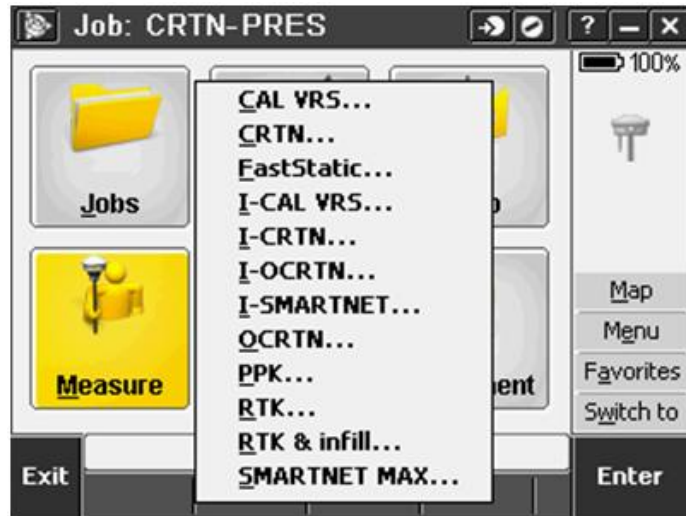 Job: CRTN-PRES
?
100%
CAL VRS...
CRTN...
FastStatic...
I-CAL VRS...
I-CRTN...
I-OCRTN...
I-SMARTNET...
OCRTN...
PPK...
RTK...
RTK & infill...
SMARTNET MAX...
Jobs
Measure
Map
Menu
Favorites
Switch to
Exit
Enter